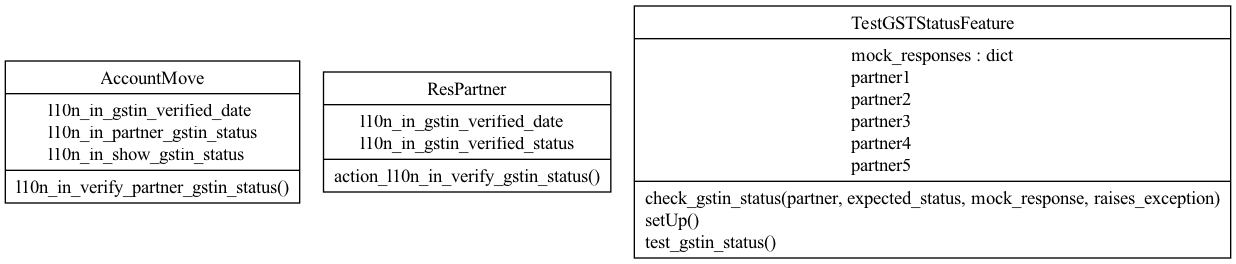 AccountMove
l10n_in_gstin_verified_date
l10n_in_partner_gstin_status
l10n_in_show_gstin_status
l10n_in_verify_partner_gstin_status()
ResPartner
l10n_in_gstin_verified_date
l10n_in_gstin_verified_status
action_l10n_in_verify_gstin_status()
TestGSTStatusFeature
mock_responses : dict
partner1
partner2
partner3
partner4
partner5
check_gstin_status(partner, expected_status, mock_response, raises_exception)
setUp()
test_gstin_status()